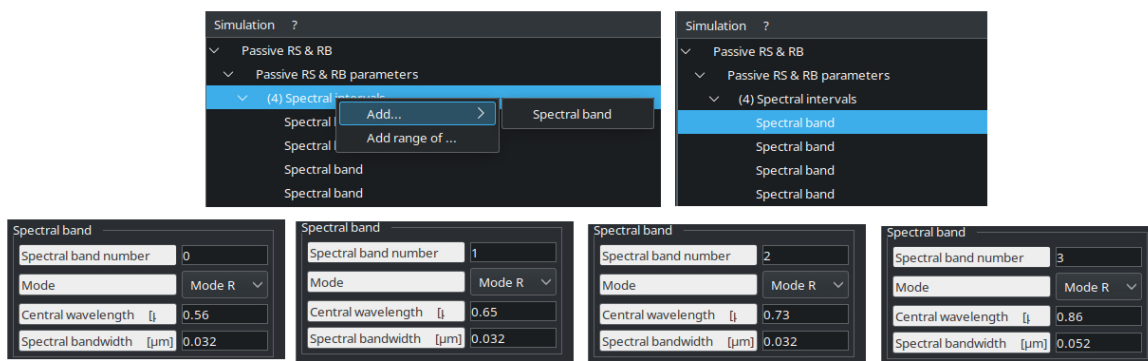 Simulation ?
Passive RS & RB
Passive RS & RB parameters
(4) Spectral intervals
Add...
Spectral band
Spectral
Add range of ...
Spectral
Spectral band
Spectral band
Simulation ?
Passive RS & RB
Passive RS & RB parameters
(4) Spectral intervals
Spectral band
Spectral band
Spectral band
Spectral band
Spectral band
Spectral band number 0
Mode Mode R
Central wavelength [ 0.56
Spectral bandwidth [µm] 0.032
Spectral band
Spectral band number 1
Mode Mode R
Central wavelength [ 0.65
Spectral bandwidth [µm] 0.032
Spectral band
Spectral band number 2
Mode Mode R
Central wavelength [ 0.73
Spectral bandwidth [µm] 0.032
Spectral band
Spectral band number 3
Mode Mode R
Central wavelength [ 0.86
Spectral bandwidth [µm] 0.052